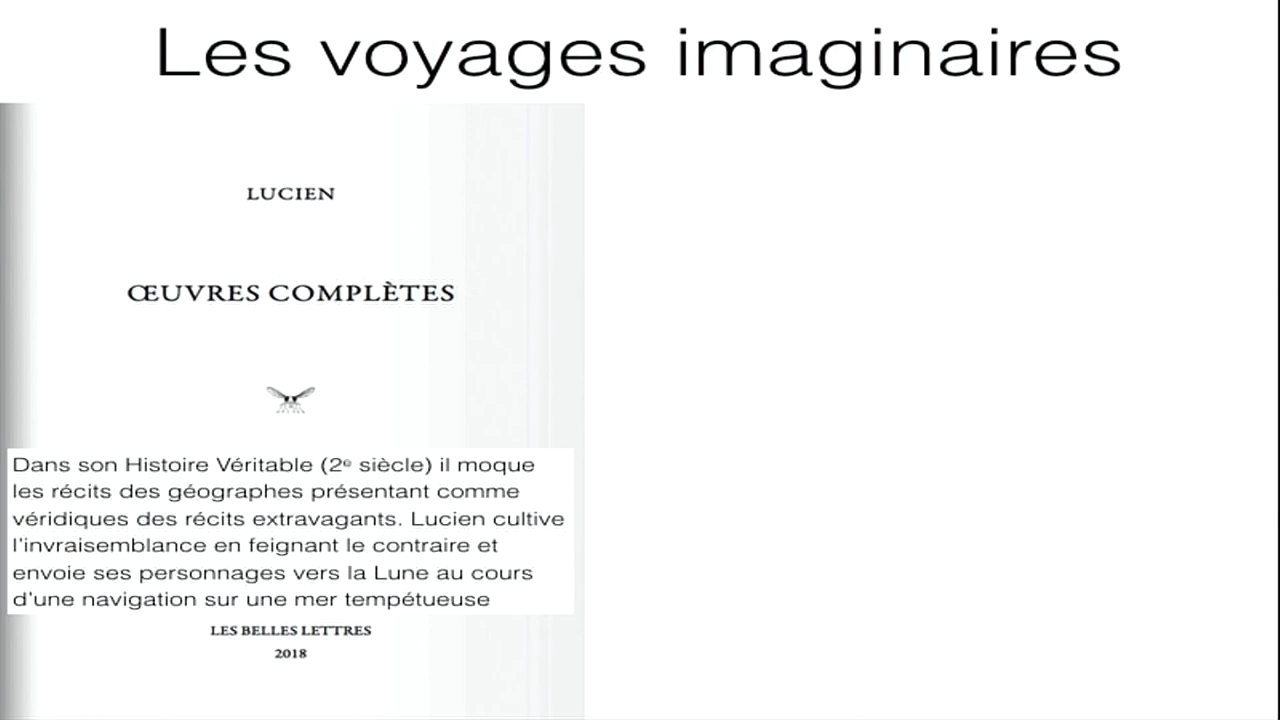 Les voyages imaginaires
LUCIEN
ŒUVRES COMPLÈTES
Dans son Histoire Véritable (2e siècle) il moque
les récits des géographes présentant comme
véridiques des récits extravagants. Lucien cultive
l'invraisemblance en feignant le contraire et
envoie ses personnages vers la Lune au cours
d'une navigation sur une mer tempétueuse
LES BELLES LETTRES
2018